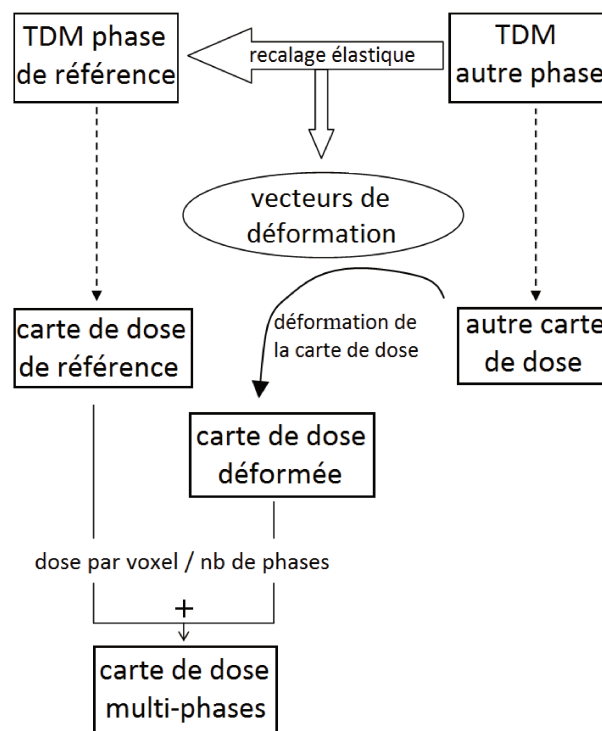 TDM phase
de référence
recalage élastique
TDM
autre phase
vecteurs de
déformation
carte de dose
de référence
déformation de
la carte de dose
autre carte
de dose
carte de dose
déformée
dose par voxel / nb de phases
+
carte de dose
multi-phases